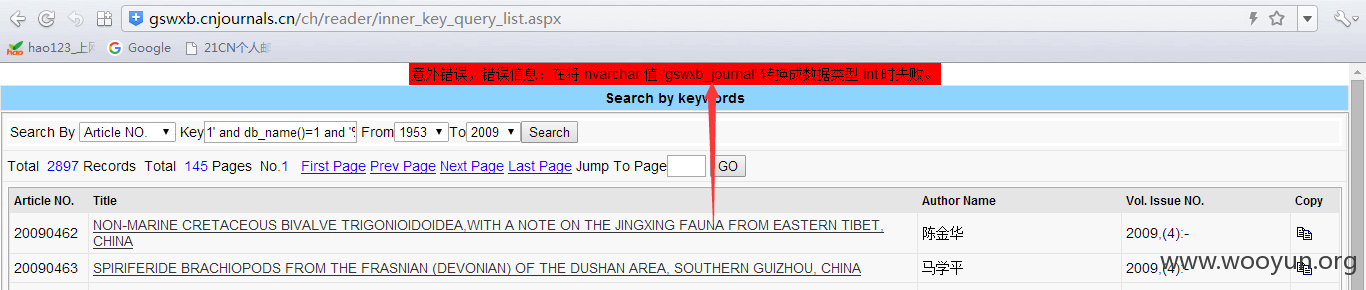 gswxb.cnjournals.cn/ch/reader/inner_key_query_list.aspx
hao123_上网 Google 21CN个人邮
意外错误，错误信息：在将 nvarchar 值 'gswxb_journal' 转换成数据类型 int 时失败。
Search by keywords
Search By Article NO. Key 1' and db_name()=1 and '% From 1953 To 2009 Search
Total 2897 Records Total 145 Pages No.1 First Page Prev Page Next Page Last Page Jump To Page GO
Article NO. Title Author Name Vol. Issue NO. Copy
20090462 NON-MARINE CRETACEOUS BIVALVE TRIGONIOIDOIDEA,WITH A NOTE ON THE JINGXING FAUNA FROM EASTERN TIBET, 陈金华 2009,(4):-
CHINA
20090463 SPIRIFERIDE BRACHIOPODS FROM THE FRASNIAN (DEVONIAN) OF THE DUSHAN AREA, SOUTHERN GUIZHOU, CHINA 马学平 2009,(4):-
www.wooyun.org